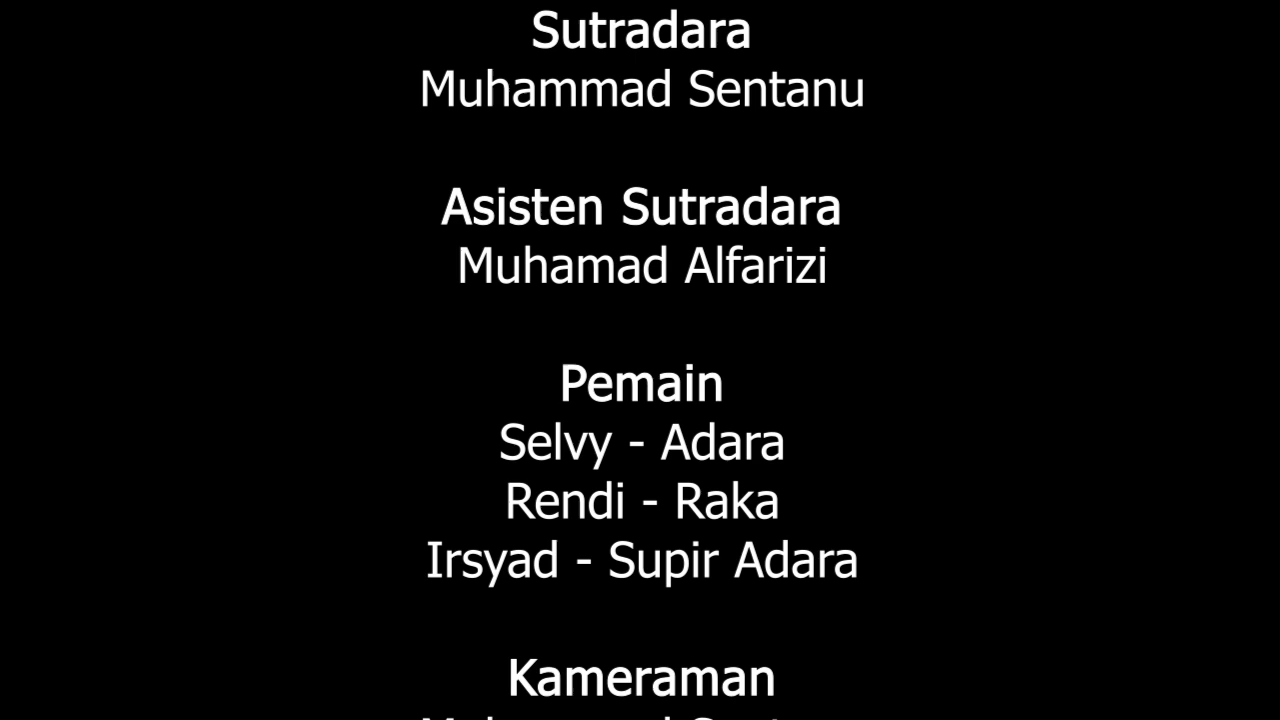 Sutradara
Muhammad Sentanu
Asisten Sutradara
Muhamad Alfarizi
Pemain
Selvy - Adara
Rendi - Raka
Irsyad - Supir Adara
Kameraman